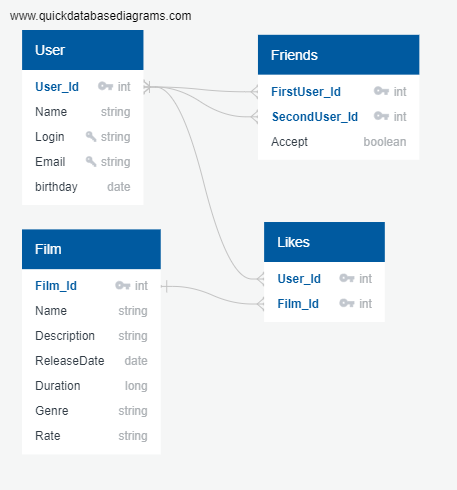 www.quickdatabasediagrams.com
User
User_Id int
Name string
Login string
Email string
birthday date
Friends
FirstUser_Id int
SecondUser_Id int
Accept boolean
Film
Film_Id int
Name string
Description string
ReleaseDate date
Duration long
Genre string
Rate string
Likes
User_Id int
Film_Id int